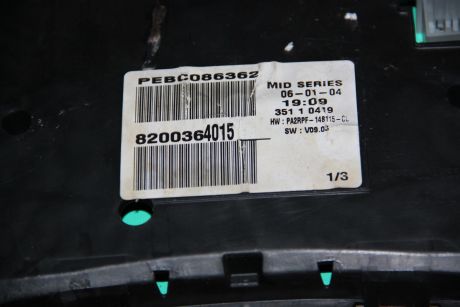 PEBC086362
MID SERIES
06-01-04
19:09
351 1 0419
HW : PA2RPF-14B115-CL
SW : V09.03
8200364015
1/3